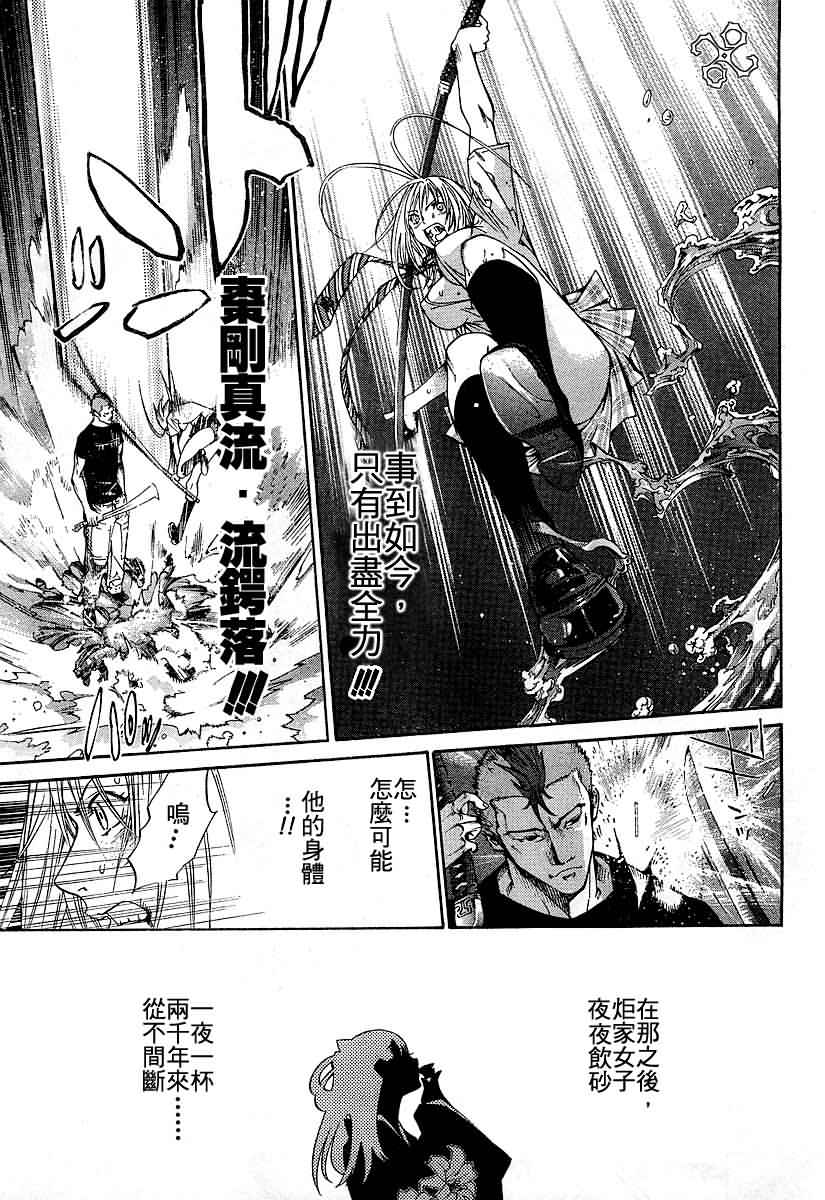 事到如今，
只有出盡全力!!!
棗剛真流·流鍔落!!!
怎…
怎麼可能
他的身體
…!!
嗚…
在那之後，
炬家女子
夜夜飲砂
一夜一杯
兩千年來
從不間斷……